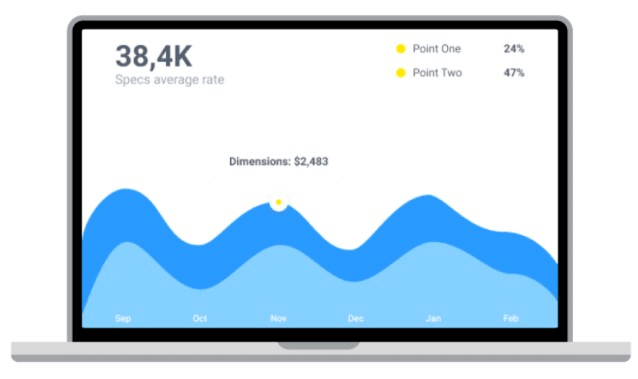 38,4K
Specs average rate
Point One 24%
Point Two 47%
Dimensions: $2,483
Sep Oct Nov Dec Jan Feb